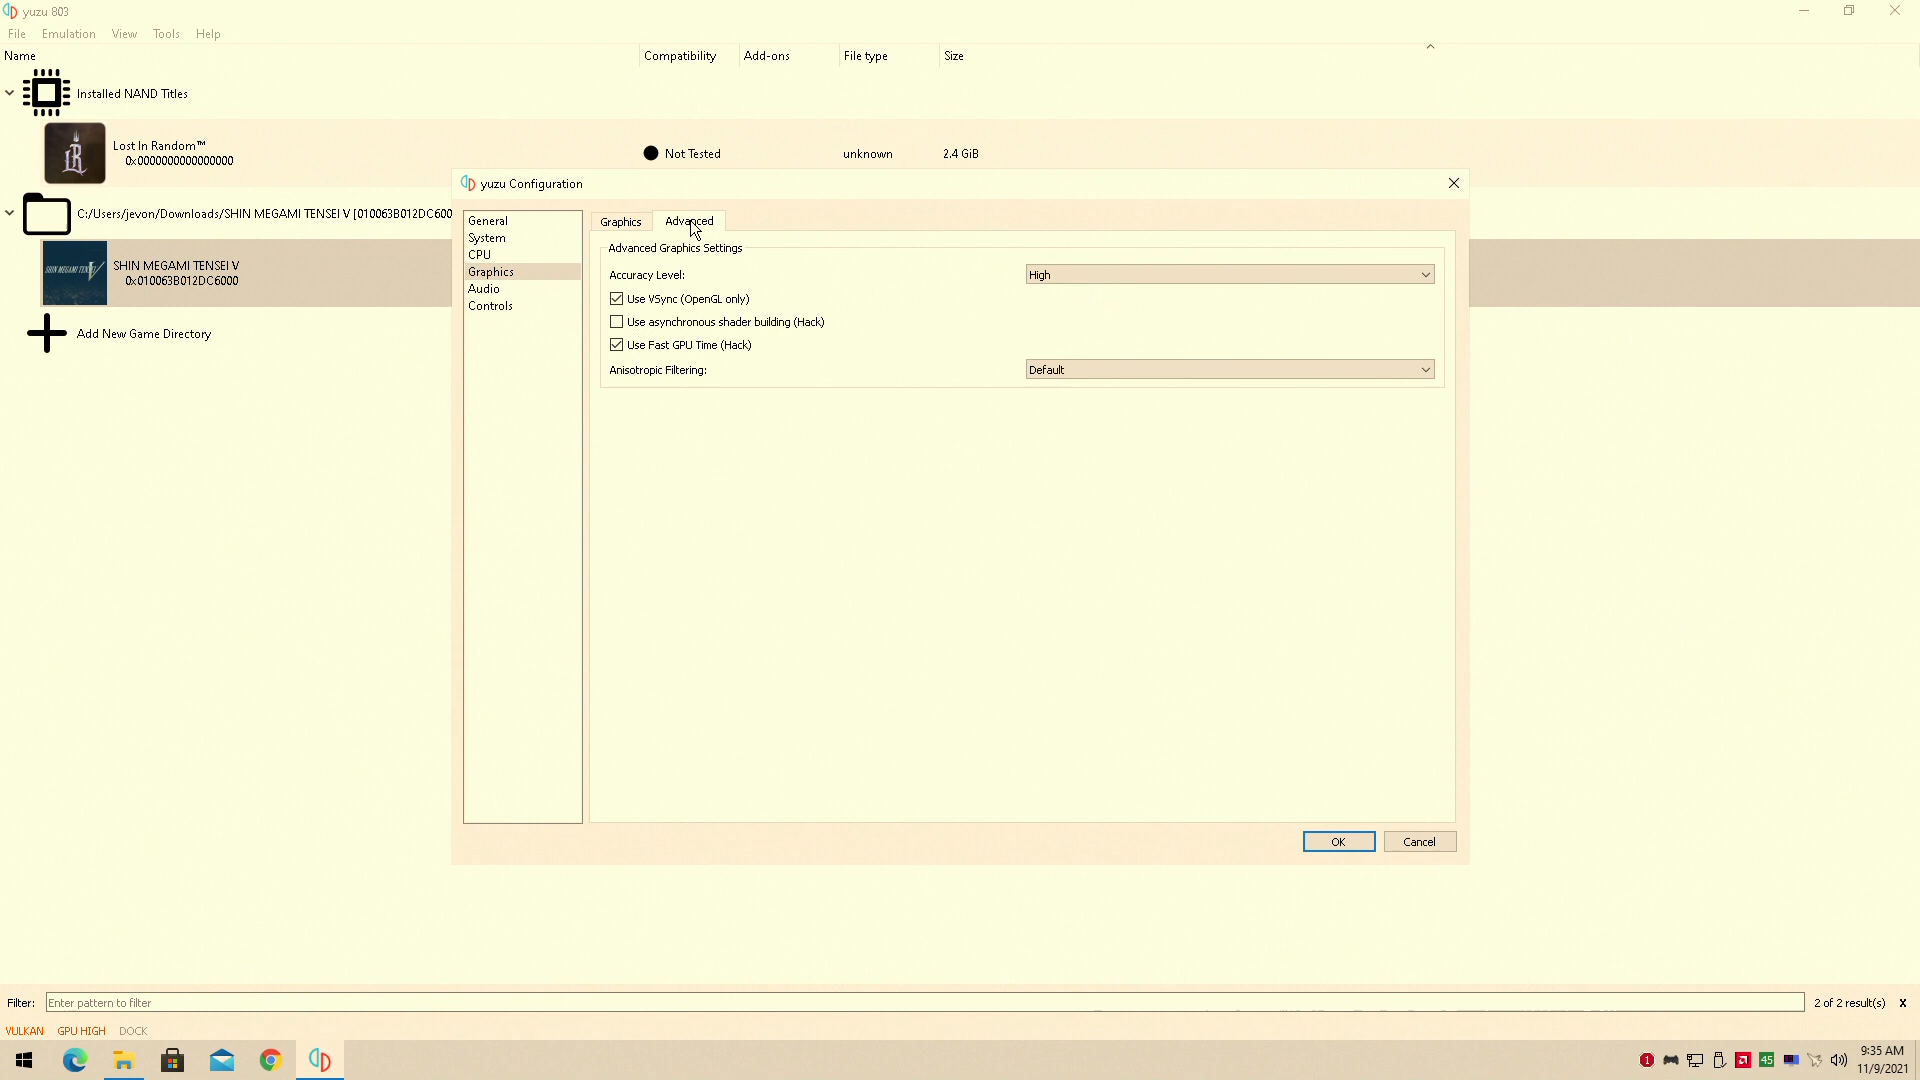 yuzu 803
File Emulation View Tools Help
Name Compatibility Add-ons File type Size
Installed NAND Titles
Lost In Random™
0x0000000000000000
Not Tested unknown 2.4 GiB
yuzu Configuration
C:/Users/jevon/Downloads/SHIN MEGAMI TENSEI V [010063B012DC600
SHIN MEGAMI TENSEI V
SHIN MEGAMI TENSEI V
0x010063B012DC6000
Add New Game Directory
General
System
CPU
Graphics
Audio
Controls
Graphics Advanced
Advanced Graphics Settings
Accuracy Level: High
Use VSync (OpenGL only)
Use asynchronous shader building (Hack)
Use Fast GPU Time (Hack)
Anisotropic Filtering: Default
OK Cancel
Filter: Enter pattern to filter 2 of 2 result(s) X
VULKAN GPU HIGH DOCK
1 45 9:35 AM
11/9/2021